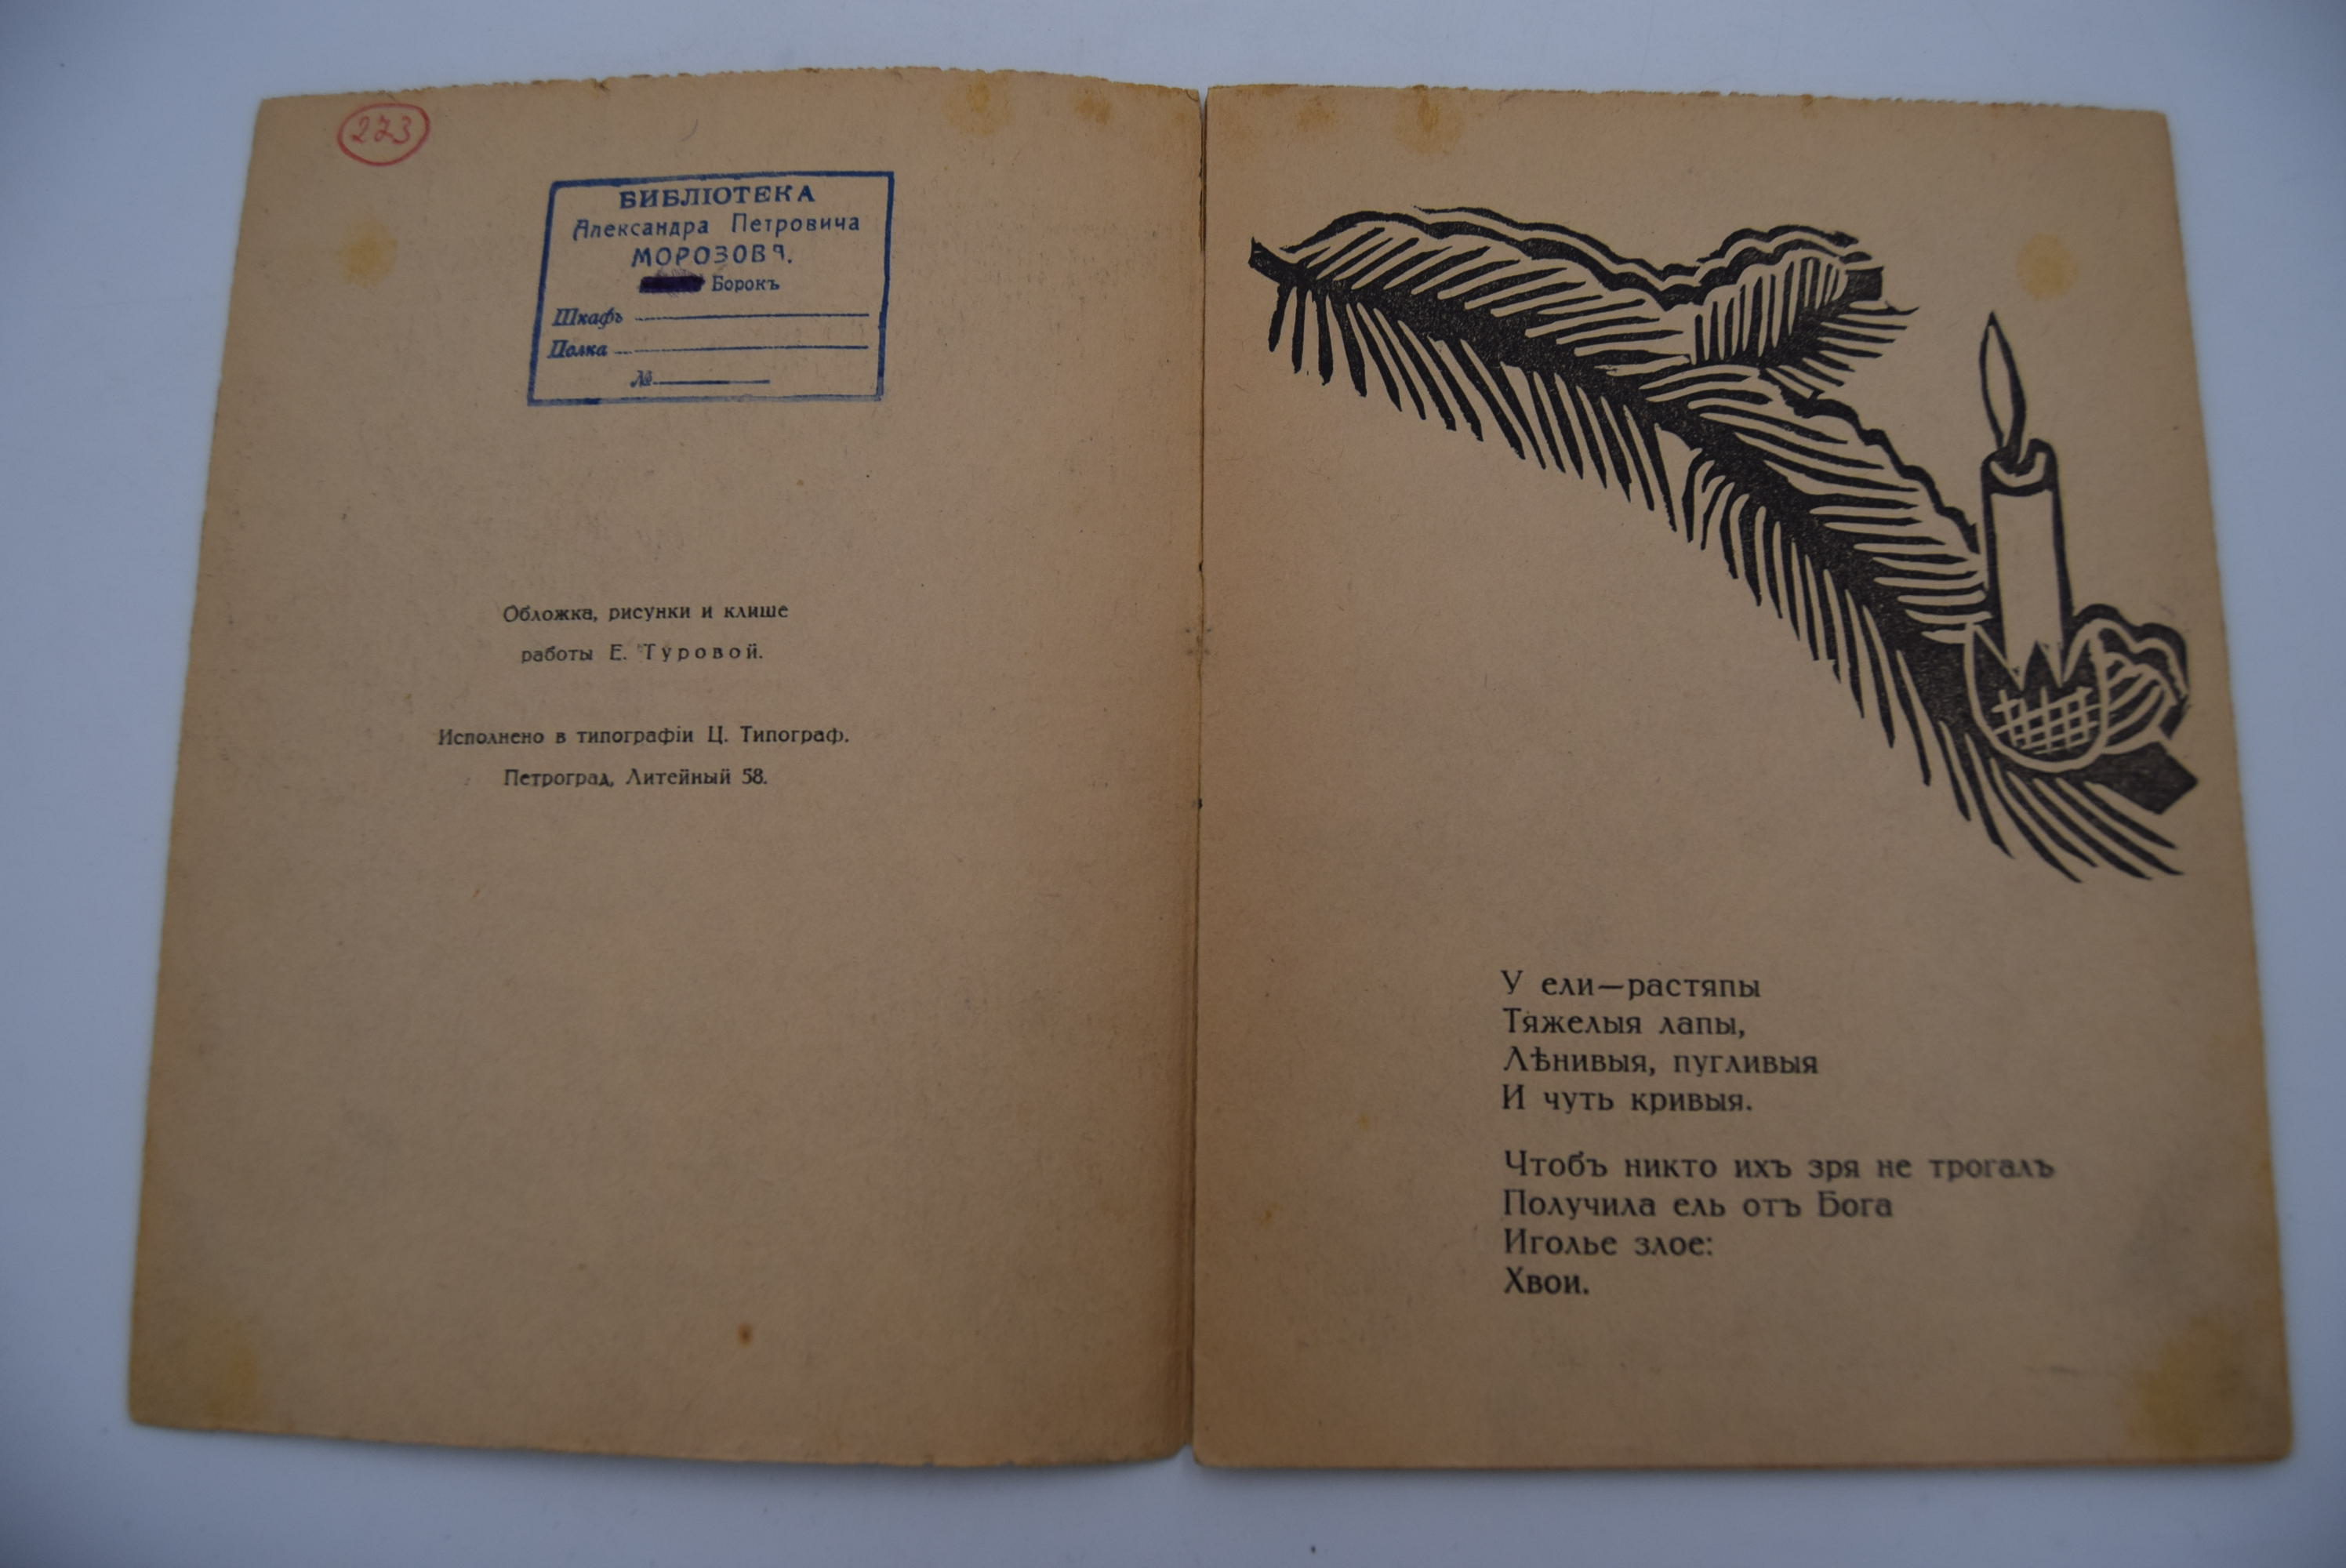 273
БИБЛІОТЕКА
Александра Петровича
МОРОЗОВА.
Борокъ
Шкафъ
Полка
№
Обложка, рисунки и клише
работы Е. Туровой.
Исполнено в типографіи Ц. Типограф.
Петроград, Литейный 58.
У ели—растяпы
Тяжелыя лапы,
Лѣнивыя, пугливыя
И чуть кривыя.
Чтобъ никто ихъ зря не трогалъ
Получила ель отъ Бога
Иголье злое:
Хвои.